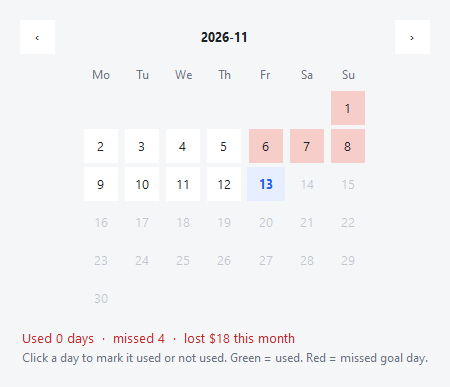 ‹ 2026-11 ›
Mo Tu We Th Fr Sa Su
1
2 3 4 5 6 7 8
9 10 11 12 13 14 15
16 17 18 19 20 21 22
23 24 25 26 27 28 29
30
Used 0 days · missed 4 · lost $18 this month
Click a day to mark it used or not used. Green = used. Red = missed goal day.